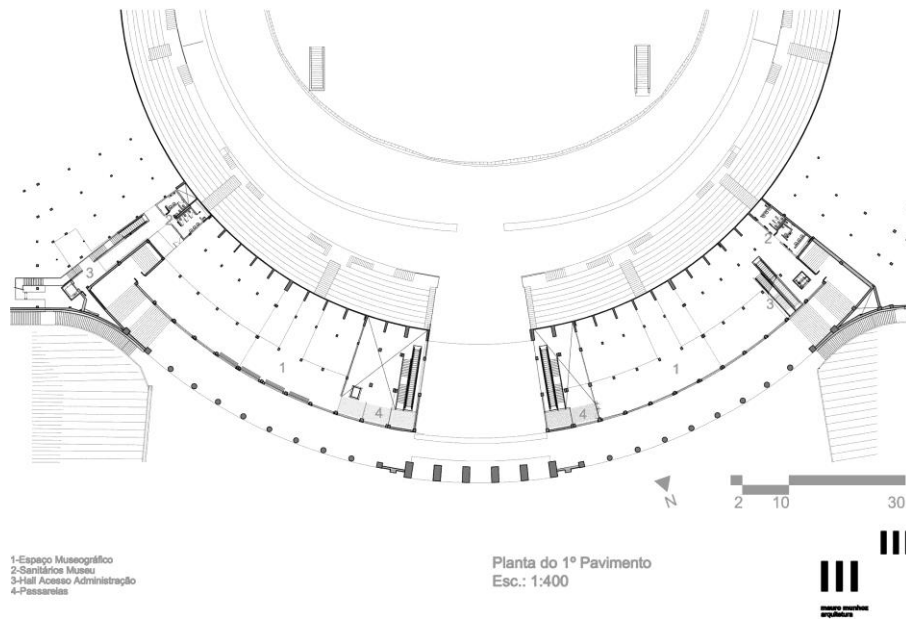 3
2
3
1
1
4
4
N
2 10 30
1-Espaço Museográfico
2-Sanitários Museu
3-Hall Acesso Administração
4-Passarelas
Planta do 1º Pavimento
Esc.: 1:400
mauro munhoz
arquitetura